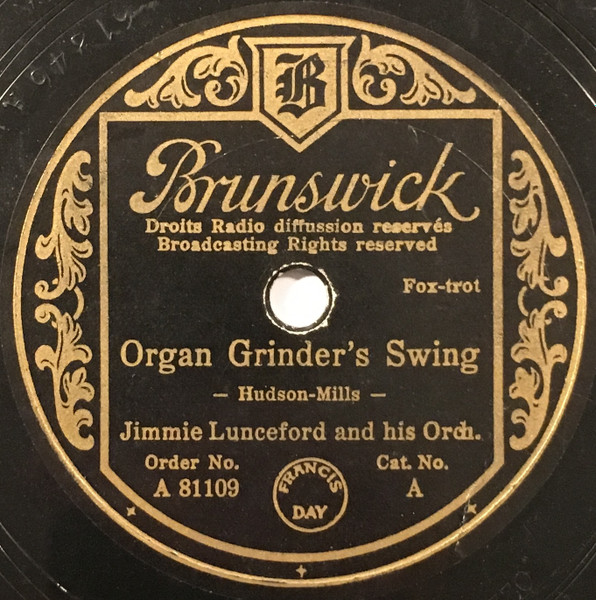 B
Brunswick
Droits Radio diffussion reservés
Broadcasting Rights reserved
Fox-trot
Organ Grinder's Swing
— Hudson-Mills —
Jimmie Lunceford and his Orch.
Order No. Cat. No.
A 81109 A
FRANCIS
DAY